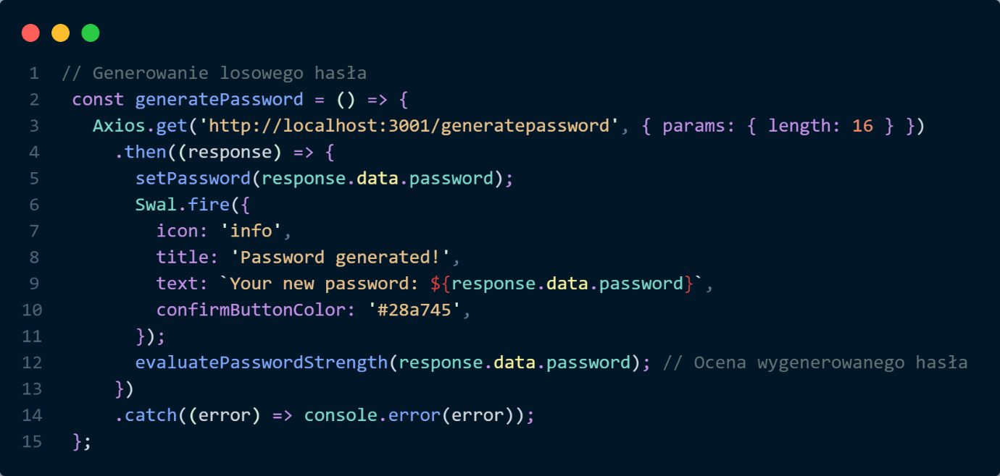 1 // Generowanie losowego hasła
2 const generatePassword = () => {
3 Axios.get('http://localhost:3001/generatepassword', { params: { length: 16 } })
4 .then((response) => {
5 setPassword(response.data.password);
6 Swal.fire({
7 icon: 'info',
8 title: 'Password generated!',
9 text: `Your new password: ${response.data.password}`,
10 confirmButtonColor: '#28a745',
11 });
12 evaluatePasswordStrength(response.data.password); // Ocena wygenerowanego hasła
13 })
14 .catch((error) => console.error(error));
15 };